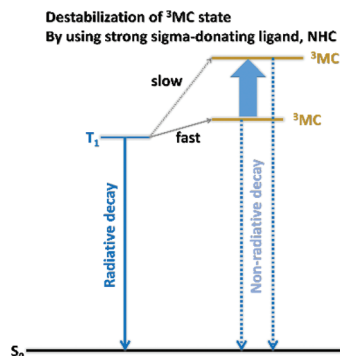 Destabilization of ³MC state
By using strong sigma-donating ligand, NHC
³MC
slow
³MC
T₁
fast
Radiative decay
Non-radiative decay
S₀